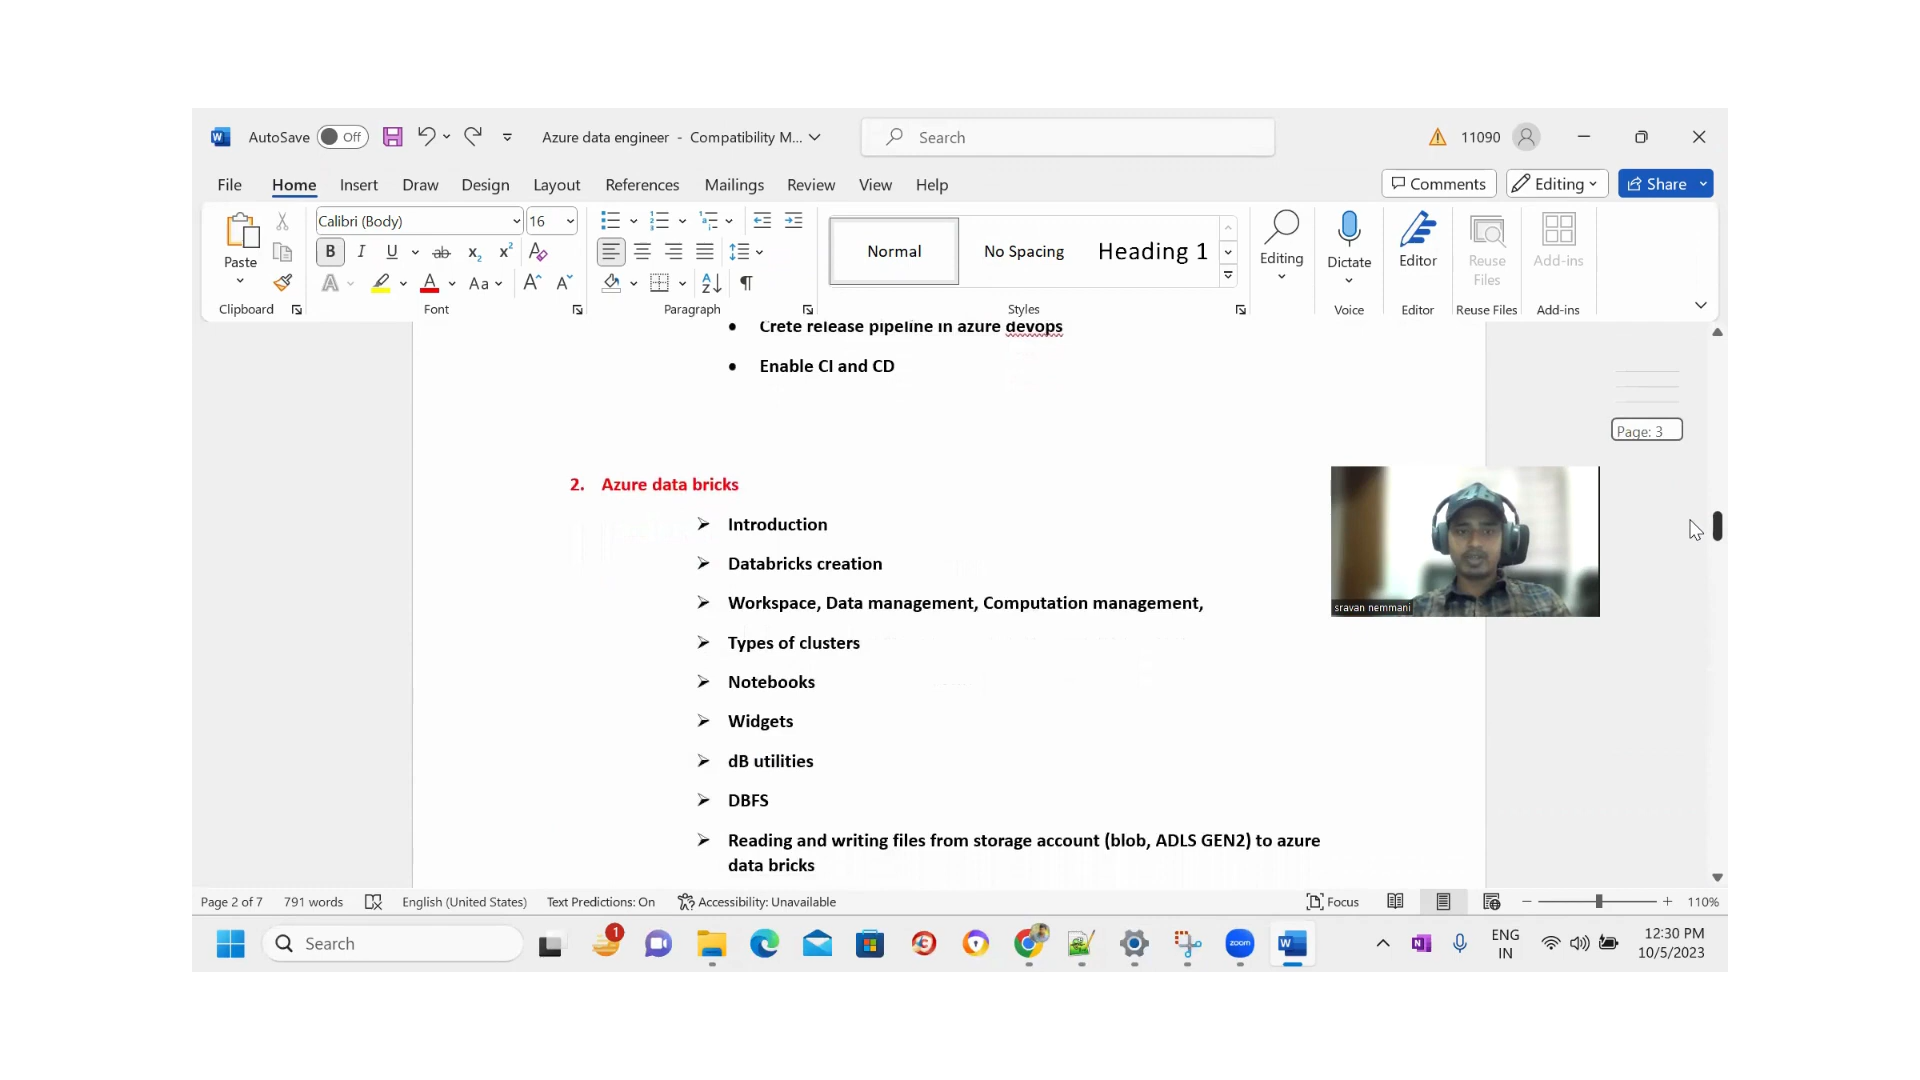 AutoSave Off Azure data engineer - Compatibility M... Search 11090
File Home Insert Draw Design Layout References Mailings Review View Help Comments Editing Share
Calibri (Body) 16
Paste
B I U ab x₂ x² A
A A Aa A A
Normal No Spacing Heading 1
Editing Dictate Editor Reuse Files Add-ins
Clipboard Font Paragraph Styles Voice Editor Reuse Files Add-ins
• Crete release pipeline in azure devops
• Enable CI and CD
Page: 3
2. Azure data bricks
➢ Introduction
➢ Databricks creation
➢ Workspace, Data management, Computation management,
sravan nemmani
➢ Types of clusters
➢ Notebooks
➢ Widgets
➢ dB utilities
➢ DBFS
➢ Reading and writing files from storage account (blob, ADLS GEN2) to azure
data bricks
Page 2 of 7 791 words English (United States) Text Predictions: On Accessibility: Unavailable Focus 110%
Search 1 zoom ENG IN 12:30 PM
10/5/2023